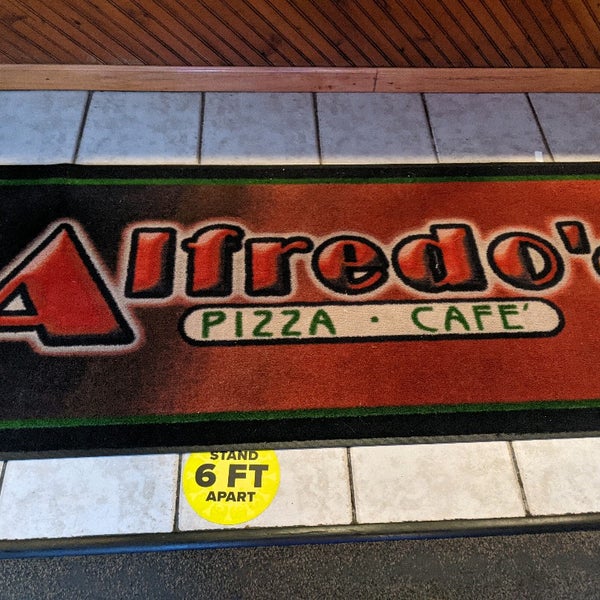 Alfredo's
PIZZA · CAFE'
STAND
6 FT
APART